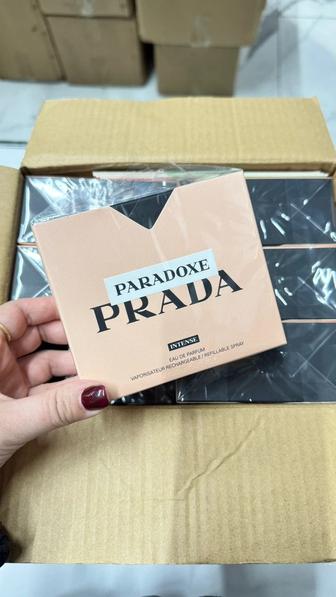 PARADOXE
PRADA
INTENSE
EAU DE PARFUM
VAPORISATEUR RECHARGEABLE / REFILLABLE SPRAY